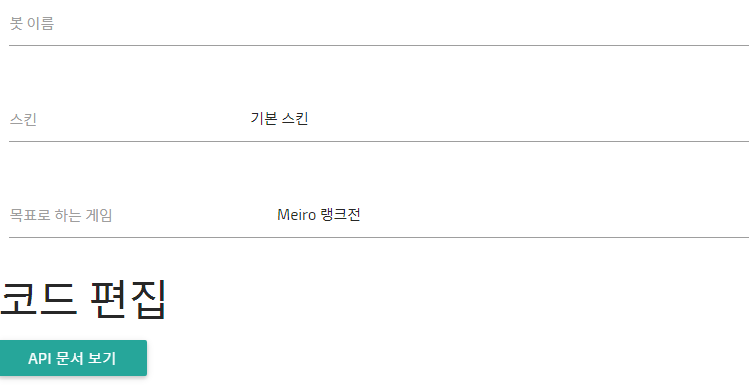 봇 이름
스킨 기본 스킨
목표로 하는 게임 Meiro 랭크전
코드 편집
API 문서 보기